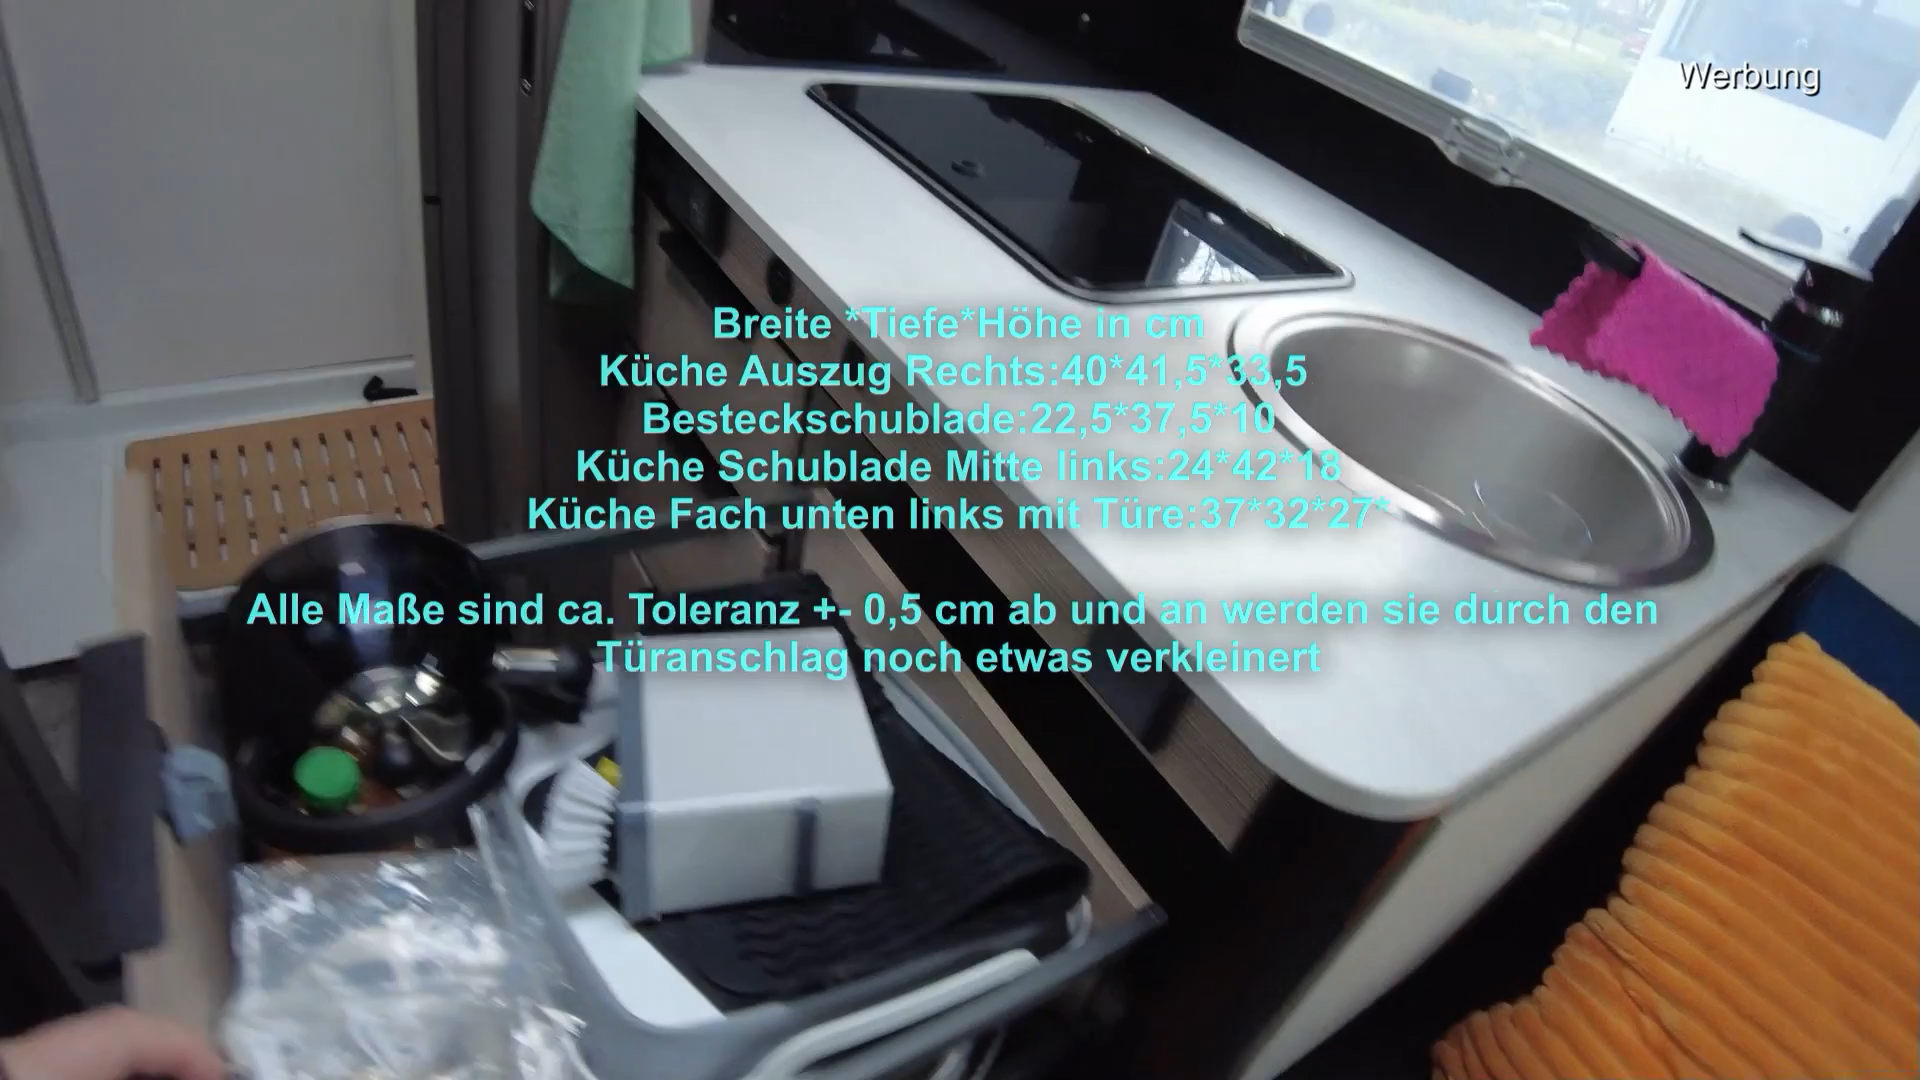 Werbung
Breite *Tiefe*Höhe in cm
Küche Auszug Rechts:40*41,5*33,5
Besteckschublade:22,5*37,5*10
Küche Schublade Mitte links:24*42*18
Küche Fach unten links mit Türe:37*32*27*
Alle Maße sind ca. Toleranz +- 0,5 cm ab und an werden sie durch den
Türanschlag noch etwas verkleinert